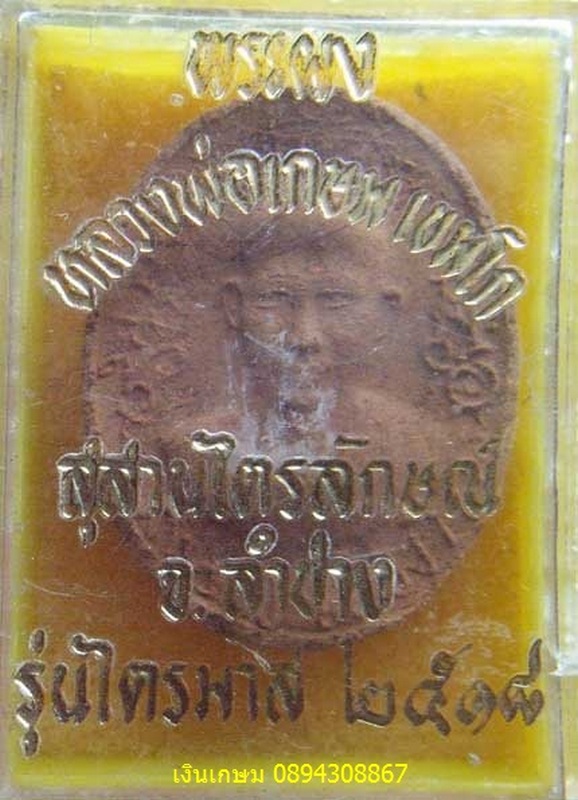 พระผง
หลวงพ่อเกษม เขมโก
สุสานไตรลักษณ์
จ.ลำปาง
รุ่นไตรมาส ๒๕๑๘
เงินเกษม 0894308867